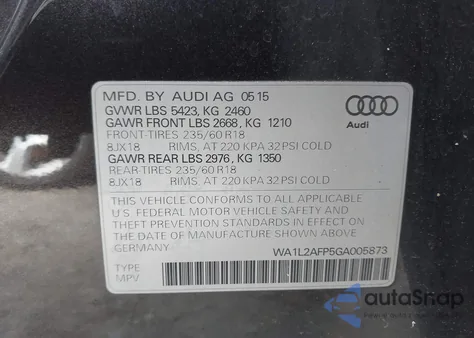 MFD. BY AUDI AG 05 15
GVWR LBS 5423, KG 2460
GAWR FRONT LBS 2668, KG 1210
FRONT-TIRES 235/60 R18
8JX18 RIMS, AT 220 KPA 32 PSI COLD
GAWR REAR LBS 2976, KG 1350
REAR-TIRES 235/60 R18
8JX18 RIMS, AT 220 KPA 32 PSI COLD
Audi
THIS VEHICLE CONFORMS TO ALL APPLICABLE
U.S. FEDERAL MOTOR VEHICLE SAFETY AND
THEFT PREVENTION STANDARDS IN EFFECT ON
DATE OF MANUFACTURE SHOWN ABOVE.
GERMANY
WA1L2AFP5GA005873
TYPE
MPV
autoSnap